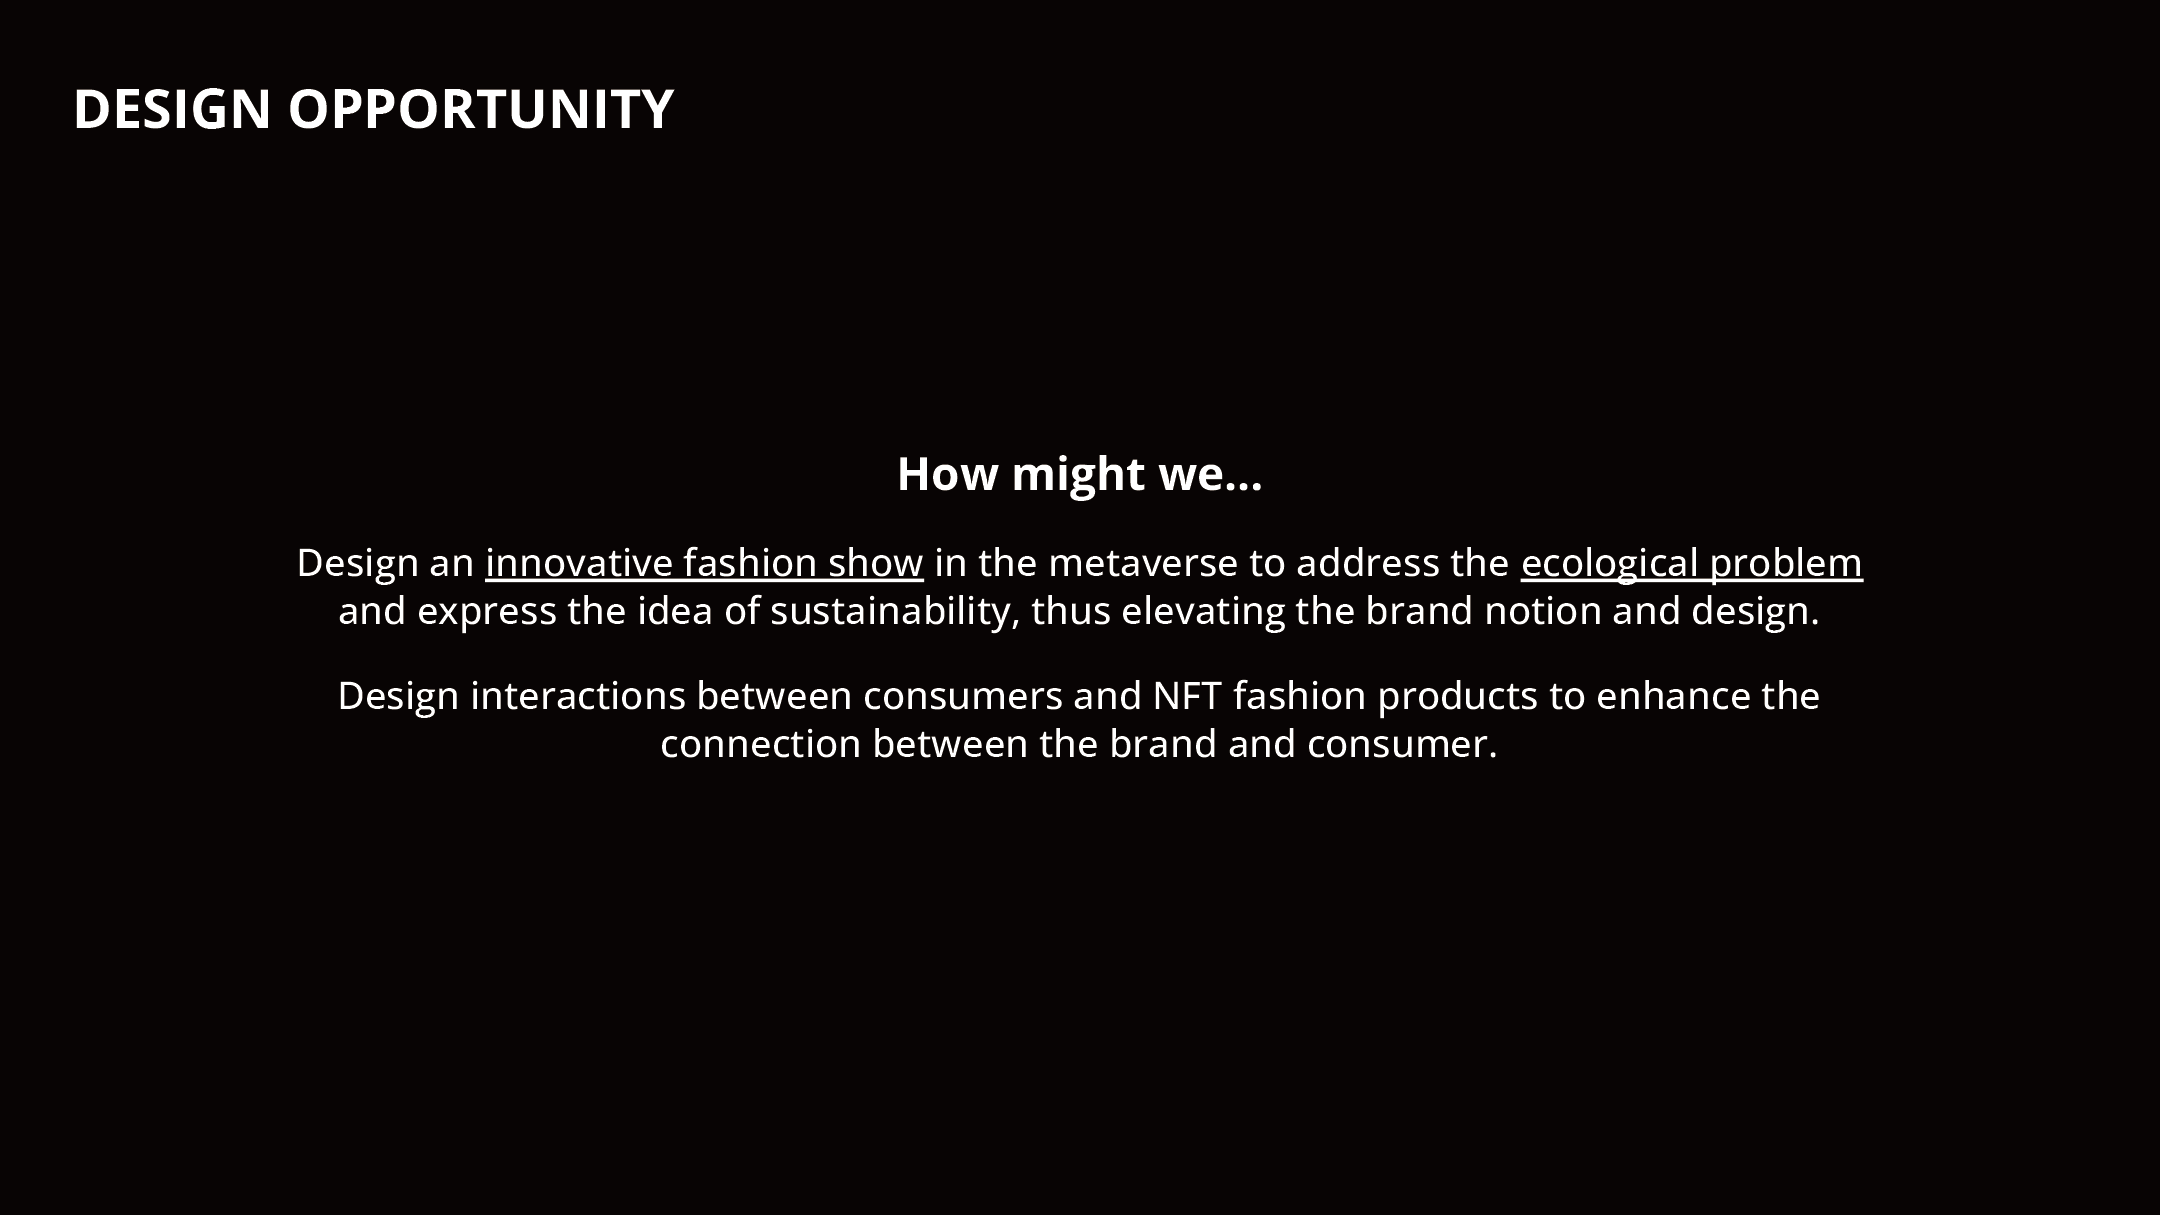 DESIGN OPPORTUNITY
How might we...
Design an innovative fashion show in the metaverse to address the ecological problem
and express the idea of sustainability, thus elevating the brand notion and design.
Design interactions between consumers and NFT fashion products to enhance the
connection between the brand and consumer.